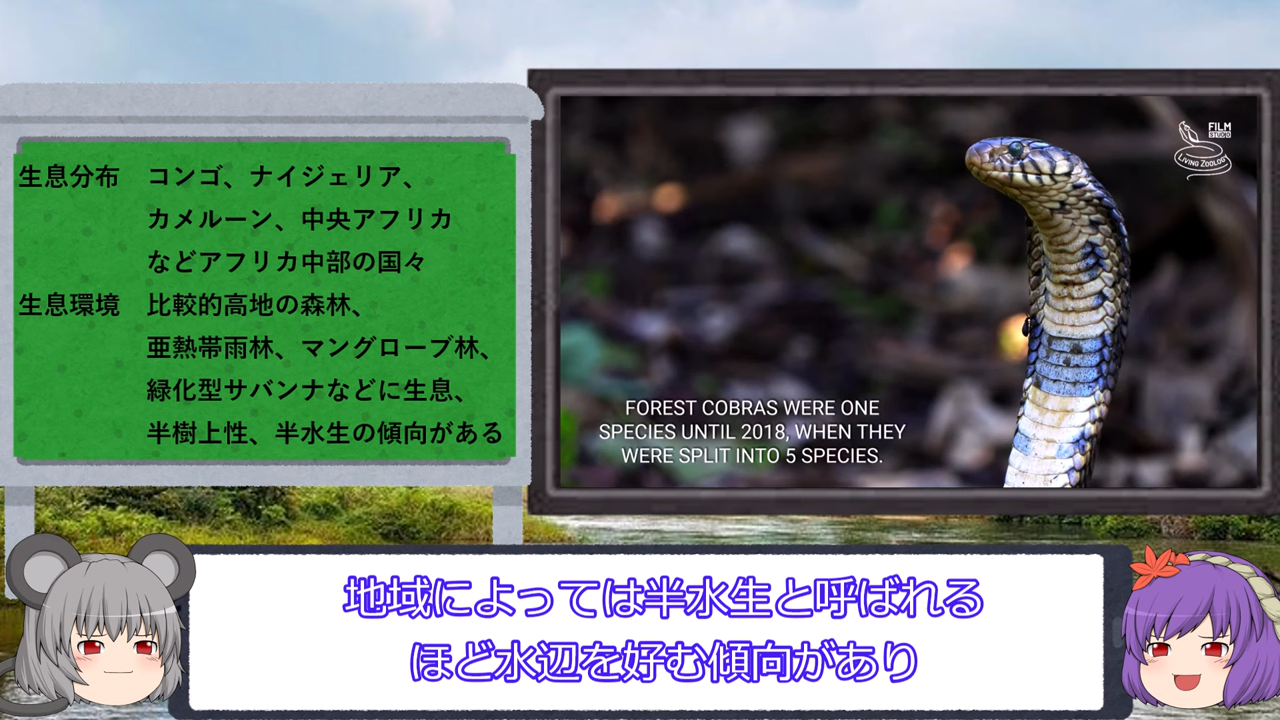 生息分布 コンゴ、ナイジェリア、
カメルーン、中央アフリカ
などアフリカ中部の国々
生息環境 比較的高地の森林、
亜熱帯雨林、マングローブ林、
緑化型サバンナなどに生息、
半樹上性、半水生の傾向がある
FILM
STUDIO
LIVING ZOOLOGY
FOREST COBRAS WERE ONE
SPECIES UNTIL 2018, WHEN THEY
WERE SPLIT INTO 5 SPECIES.
地域によっては半水生と呼ばれる
ほど水辺を好む傾向があり